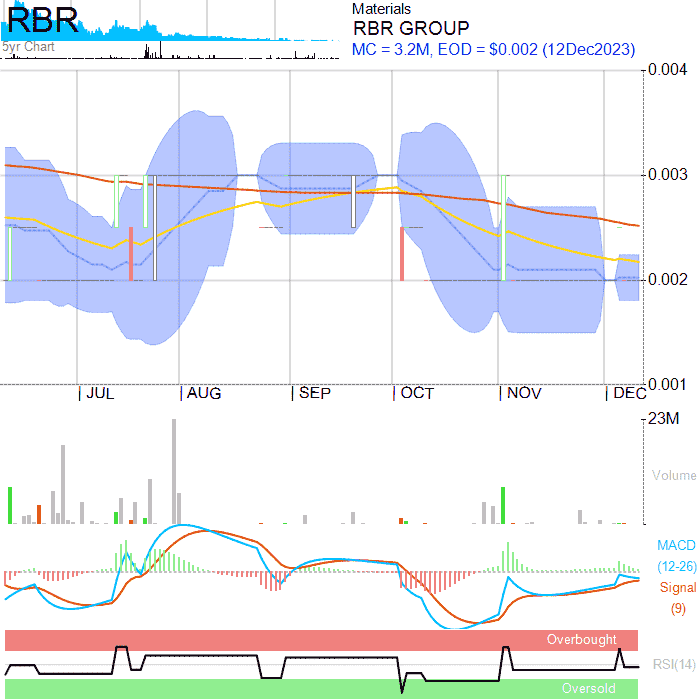 RBR
5yr Chart
Materials
RBR GROUP
MC = 3.2M, EOD = $0.002 (12Dec2023)
0.004
0.003
0.002
0.001
JUL AUG SEP OCT NOV DEC
23M
Volume
MACD
(12-26)
Signal
(9)
Overbought
RSI(14)
Oversold